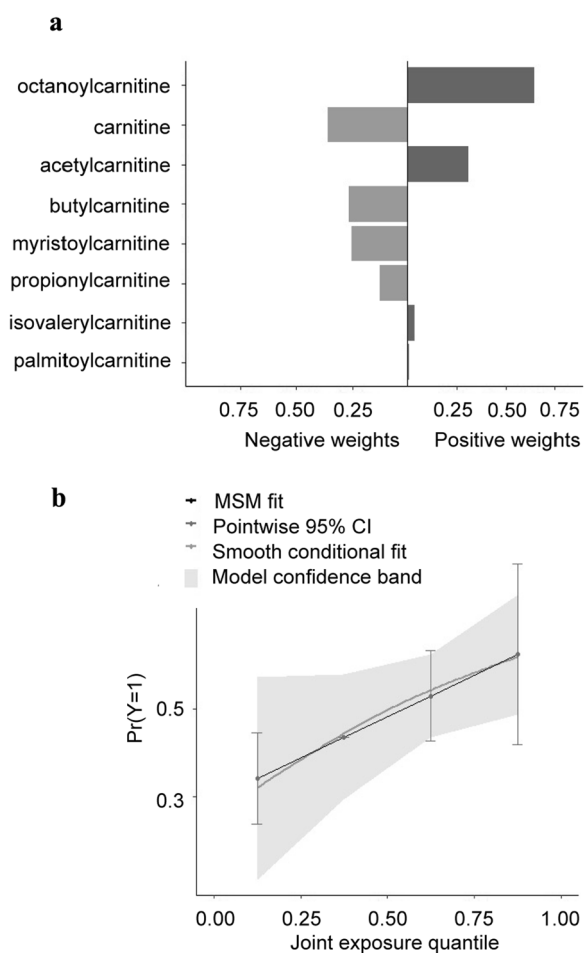 a
octanoylcarnitine
carnitine
acetylcarnitine
butylcarnitine
myristoylcarnitine
propionylcarnitine
isovalerylcarnitine
palmitoylcarnitine
0.75 0.50 0.25 0.25 0.50 0.75
Negative weights Positive weights
b
MSM fit
Pointwise 95% CI
Smooth conditional fit
Model confidence band
Pr(Y=1)
0.5
0.3
0.00 0.25 0.50 0.75 1.00
Joint exposure quantile